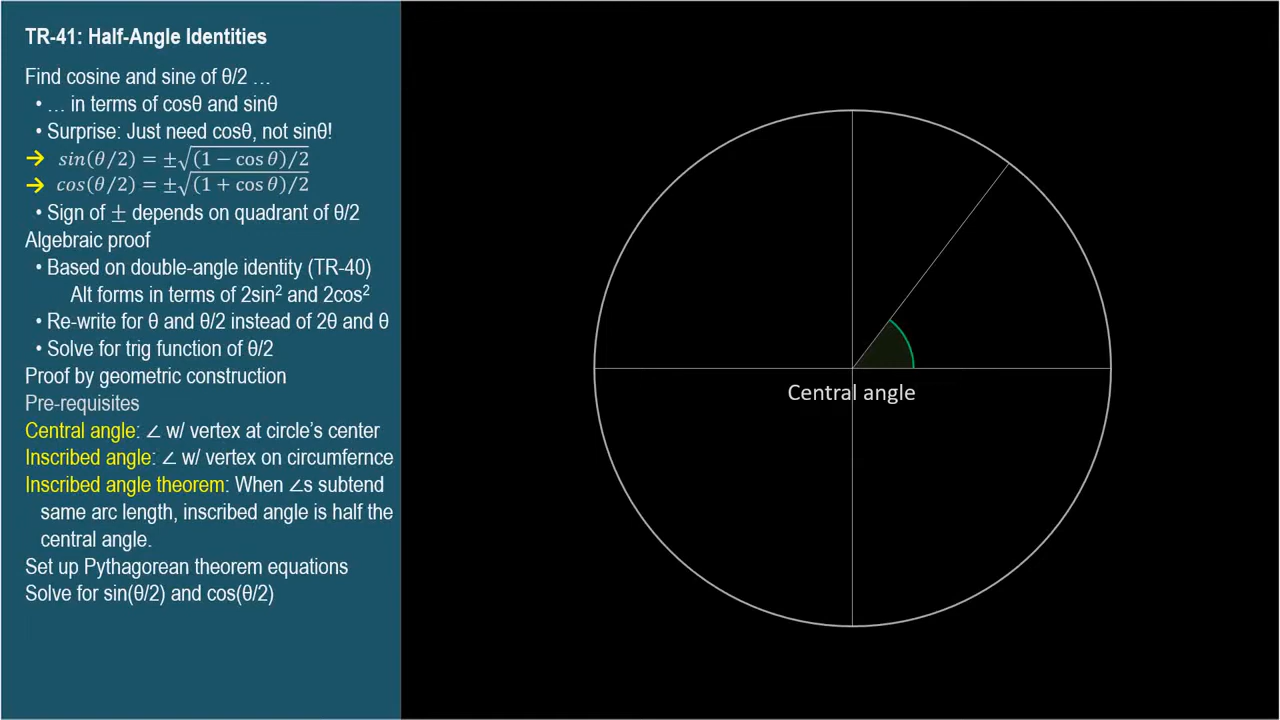 TR-41: Half-Angle Identities
Find cosine and sine of θ/2 …
• … in terms of cosθ and sinθ
• Surprise: Just need cosθ, not sinθ!
→ sin(θ/2) = ±√(1 − cos θ)/2
→ cos(θ/2) = ±√(1 + cos θ)/2
• Sign of ± depends on quadrant of θ/2
Algebraic proof
• Based on double-angle identity (TR-40)
Alt forms in terms of 2sin² and 2cos²
• Re-write for θ and θ/2 instead of 2θ and θ
• Solve for trig function of θ/2
Proof by geometric construction
Pre-requisites
Central angle: ∠ w/ vertex at circle’s center
Inscribed angle: ∠ w/ vertex on circumfernce
Inscribed angle theorem: When ∠s subtend
same arc length, inscribed angle is half the
central angle.
Set up Pythagorean theorem equations
Solve for sin(θ/2) and cos(θ/2)
Central angle